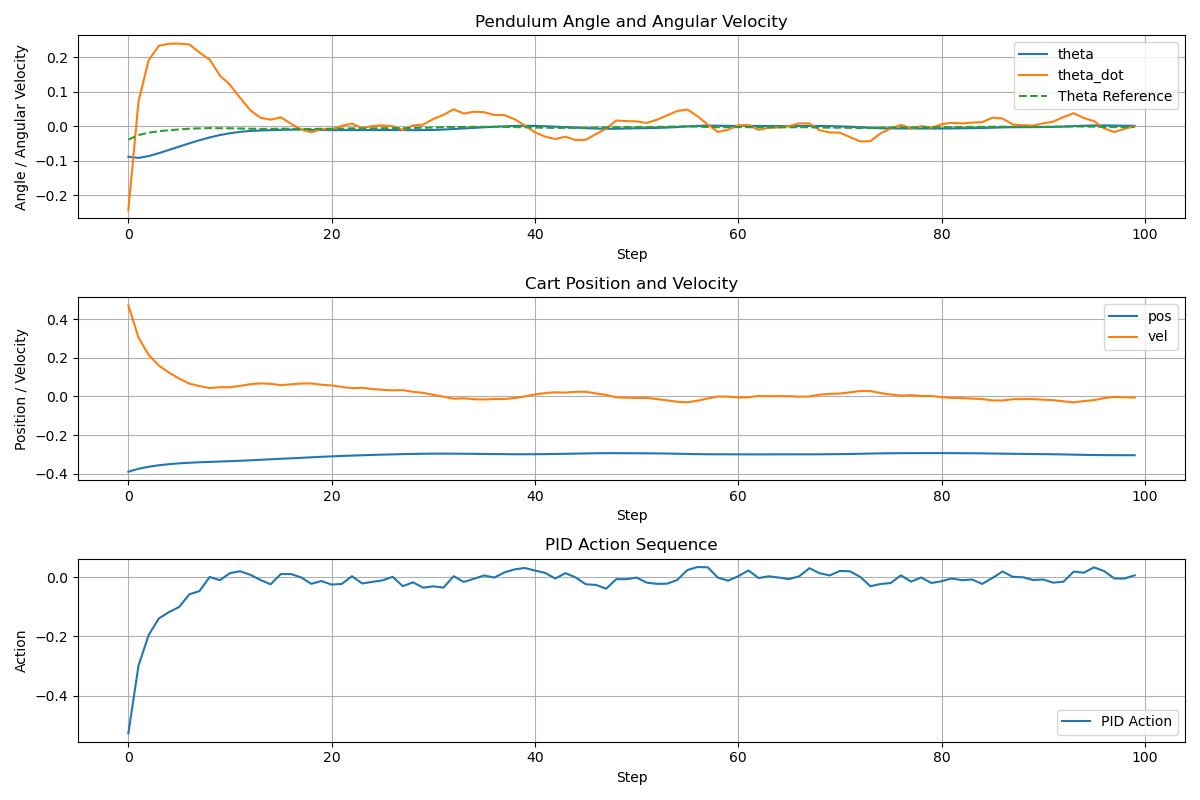 Pendulum Angle and Angular Velocity
Angle / Angular Velocity
0.2
0.1
0.0
−0.1
−0.2
theta
theta_dot
Theta Reference
0 20 40 60 80 100
Step
Cart Position and Velocity
Position / Velocity
0.4
0.2
0.0
−0.2
−0.4
pos
vel
0 20 40 60 80 100
Step
PID Action Sequence
Action
0.0
−0.2
−0.4
PID Action
0 20 40 60 80 100
Step